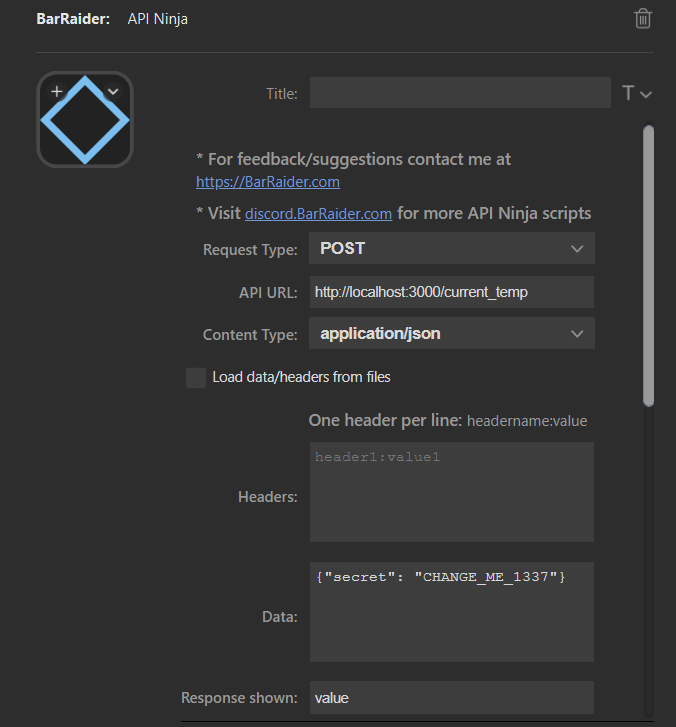 BarRaider: API Ninja
Title:
T
* For feedback/suggestions contact me at
https://BarRaider.com
* Visit discord.BarRaider.com for more API Ninja scripts
Request Type: POST
API URL: http://localhost:3000/current_temp
Content Type: application/json
Load data/headers from files
One header per line: headername:value
Headers: header1:value1
Data: {"secret": "CHANGE_ME_1337"}
Response shown: value